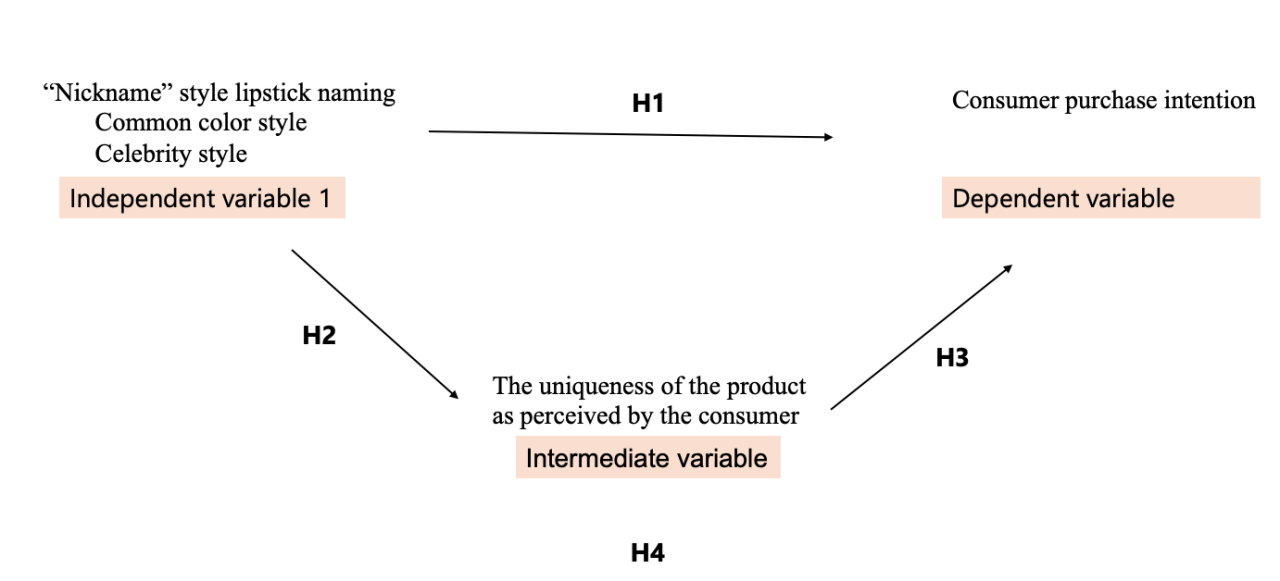 “Nickname” style lipstick naming
Common color style
Celebrity style
Independent variable 1
H1
Consumer purchase intention
Dependent variable
H2
H3
The uniqueness of the product
as perceived by the consumer
Intermediate variable
H4